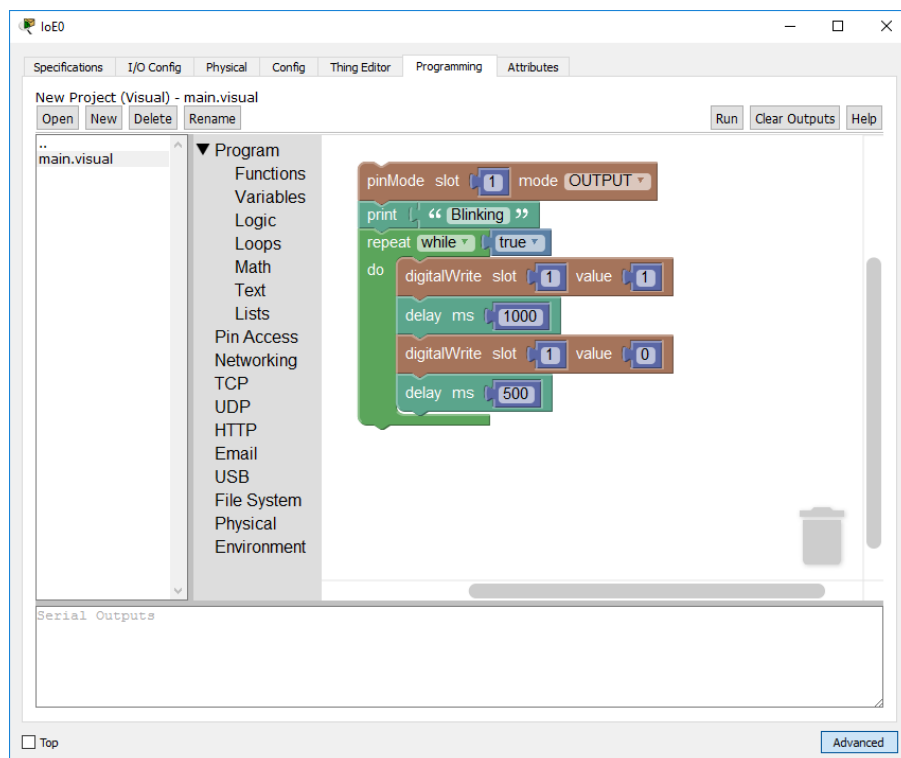 IoE0
Specifications I/O Config Physical Config Thing Editor Programming Attributes
New Project (Visual) - main.visual
Open New Delete Rename Run Clear Outputs Help
..
main.visual
▼ Program
Functions
Variables
Logic
Loops
Math
Text
Lists
Pin Access
Networking
TCP
UDP
HTTP
Email
USB
File System
Physical
Environment
pinMode slot 1 mode OUTPUT
print “ Blinking ”
repeat while true
do digitalWrite slot 1 value 1
delay ms 1000
digitalWrite slot 1 value 0
delay ms 500
Serial Outputs
Top Advanced